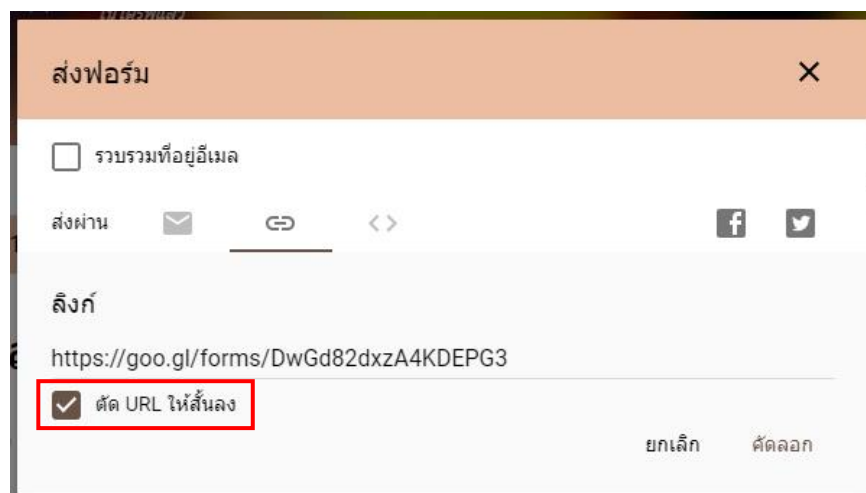 ส่งฟอร์ม
รวบรวมที่อยู่อีเมล
ส่งผ่าน
ลิงก์
https://goo.gl/forms/DwGd82dxzA4KDEPG3
ตัด URL ให้สั้นลง
ยกเลิก คัดลอก